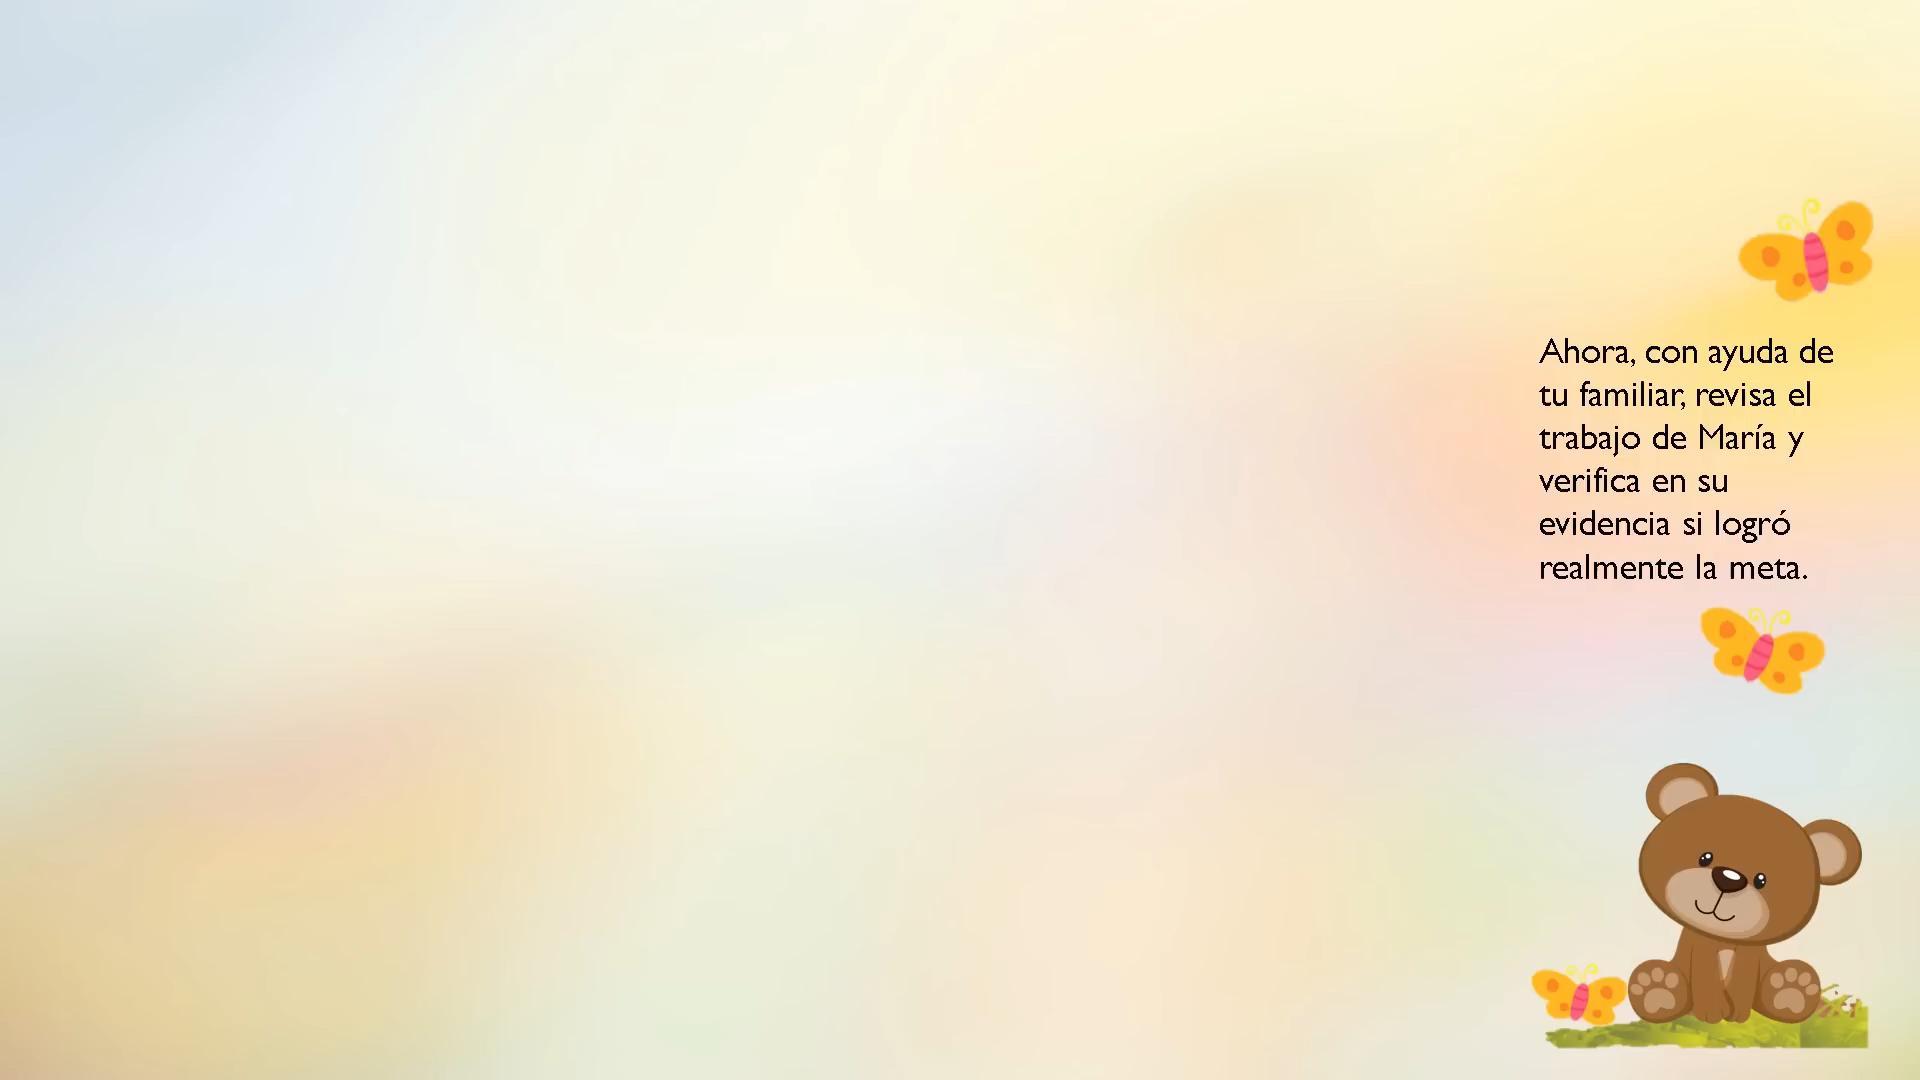 Ahora, con ayuda de
tu familiar, revisa el
trabajo de María y
verifica en su
evidencia si logró
realmente la meta.